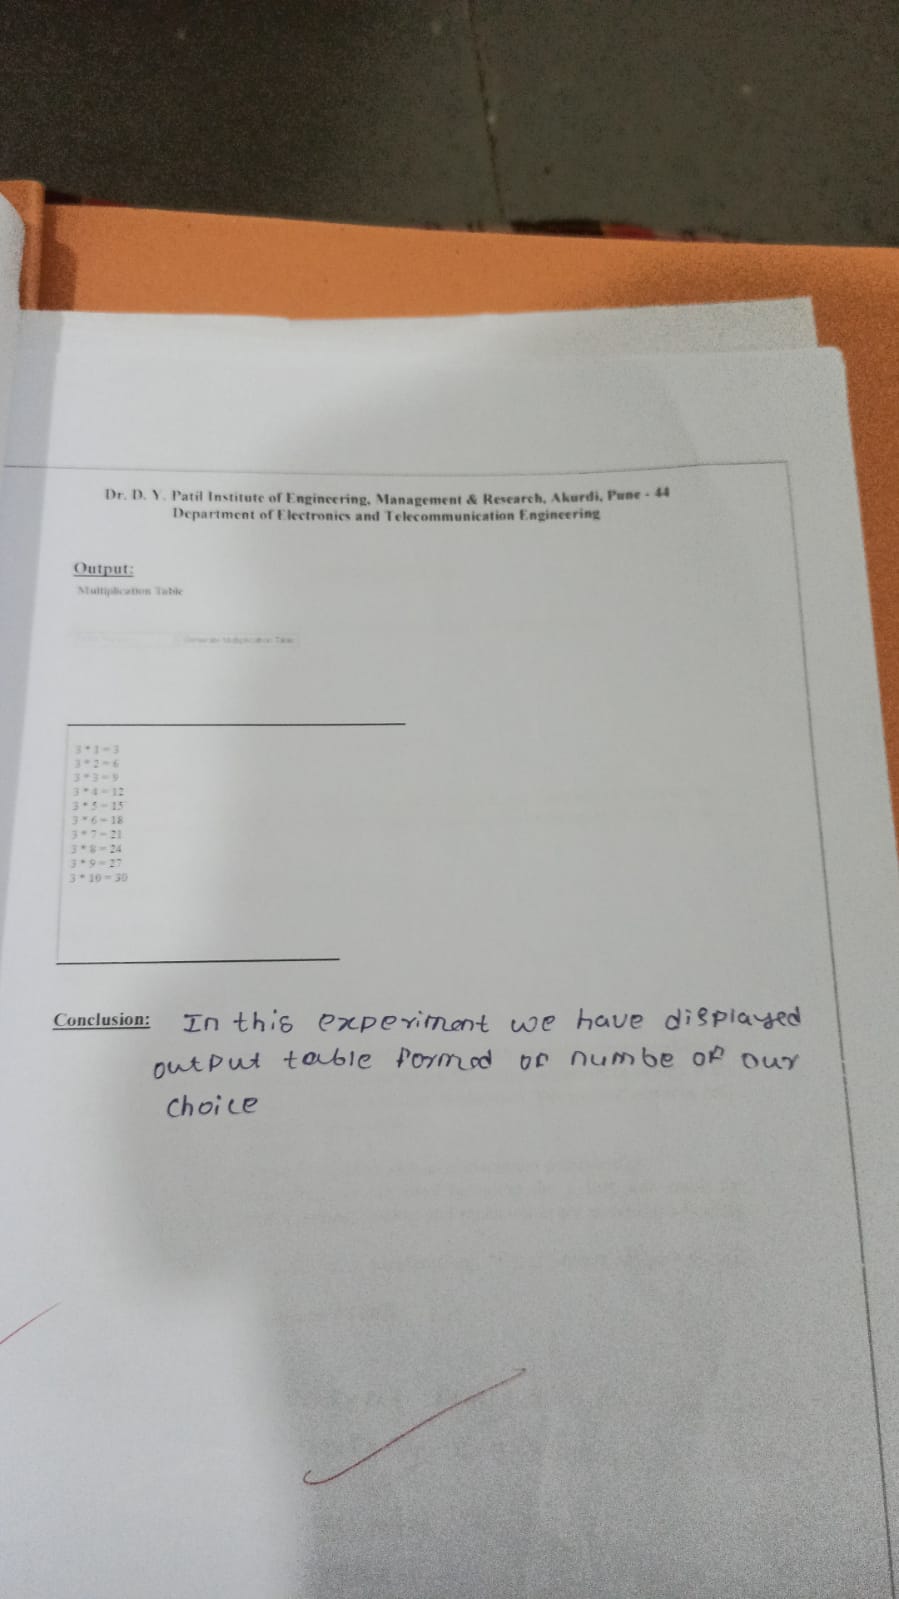 Dr. D. Y. Patil Institute of Engineering, Management & Research, Akurdi, Pune - 44
Department of Electronics and Telecommunication Engineering
Output:
Multiplication Table
Generate Multiplication Table
3 * 1 = 3
3 * 2 = 6
3 * 3 = 9
3 * 4 = 12
3 * 5 = 15
3 * 6 = 18
3 * 7 = 21
3 * 8 = 24
3 * 9 = 27
3 * 10 = 30
Conclusion: In this experiment we have displayed
output table formed of numbe of our
choice